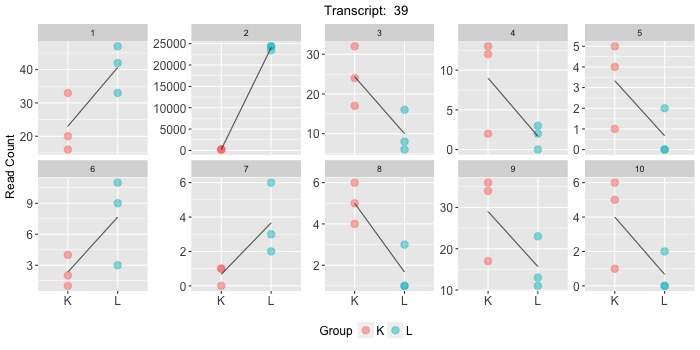 Transcript: 39
1 2 3 4 5
40 30 20
25000 20000 15000 10000 5000 0
30 20 10
10 5 0
5 4 3 2 1 0
Read Count
6 7 8 9 10
9 6 3
6 4 2 0
6 4 2
30 20 10
6 4 2 0
K L K L K L K L K L
Group K L